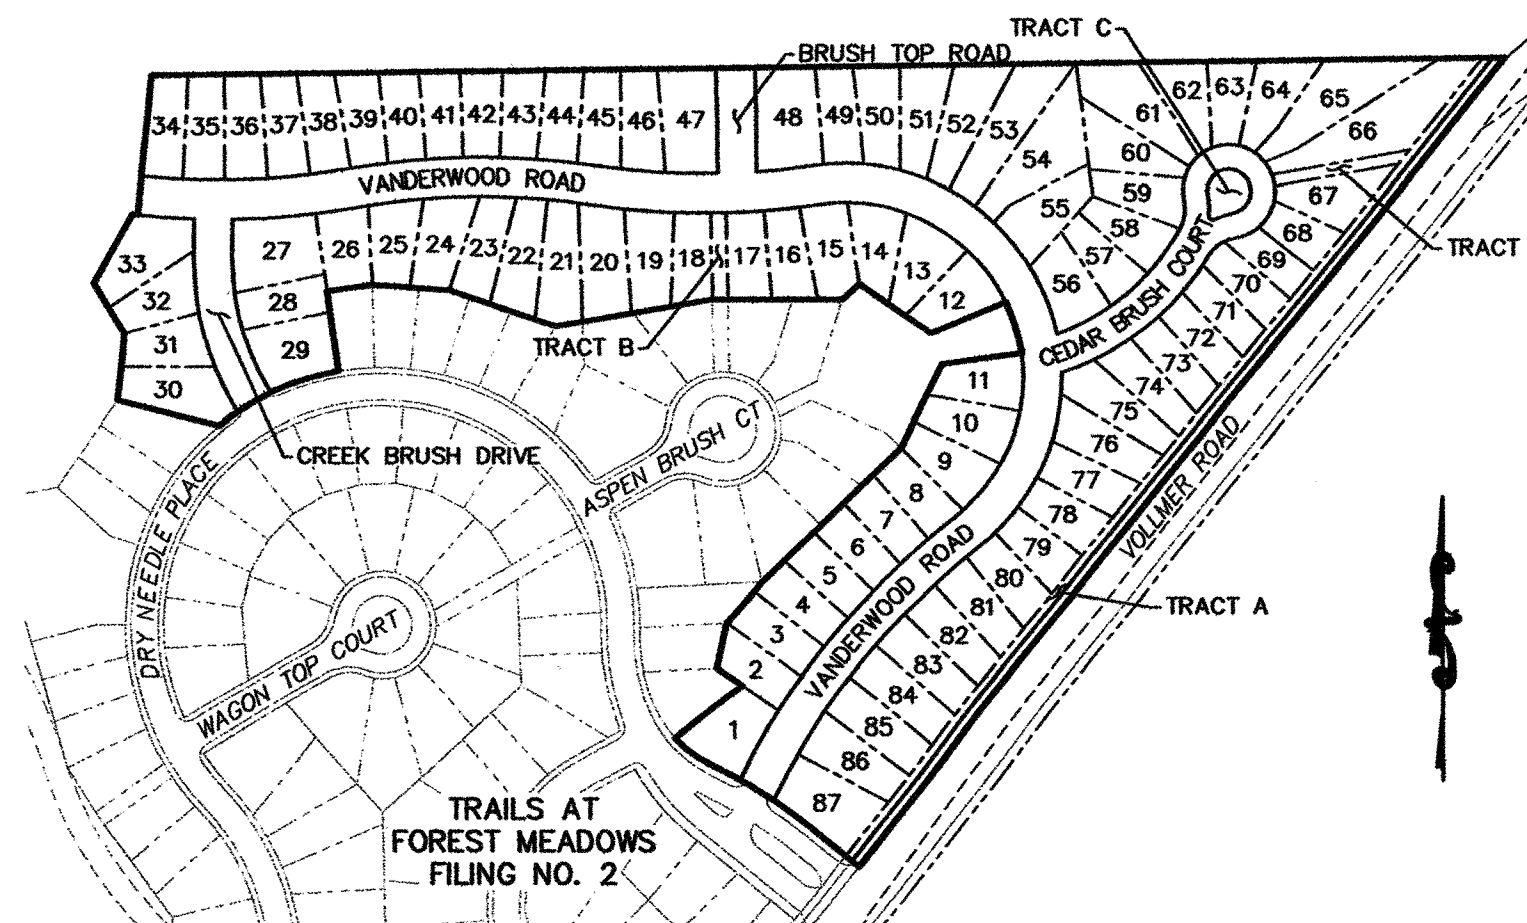 TRACT C
BRUSH TOP ROAD
34 35 36 37 38 39 40 41 42 43 44 45 46 47 48 49 50 51 52 53
54
61 62 63 64 65
66
60
59
58
57
56
55
67
68
69
70
71
72
73
74
75
76
77
78
79
80
81
82
83
84
85
86
87
VANDERWOOD ROAD
CEDAR BRUSH COURT
TRACT
33
32
31
30
27
28
29
26 25 24 23 22 21 20 19 18 17 16 15 14 13 12
TRACT B
11
10
9
8
7
6
5
4
3
2
1
CREEK BRUSH DRIVE
ASPEN BRUSH CT
DRY NEEDLE PLACE
WAGON TOP COURT
VANDERWOOD ROAD
VOLLMER ROAD
TRACT A
TRAILS AT
FOREST MEADOWS
FILING NO. 2